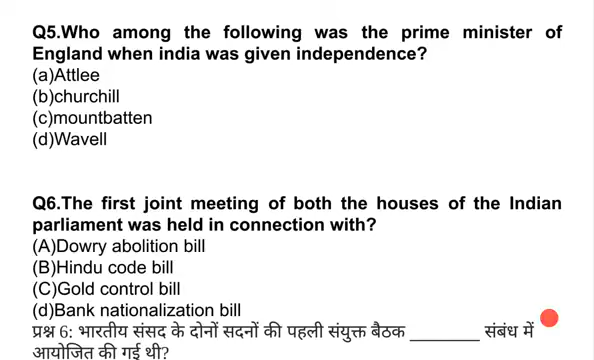 Q5.Who among the following was the prime minister of
England when india was given independence?
(a)Attlee
(b)churchill
(c)mountbatten
(d)Wavell
Q6.The first joint meeting of both the houses of the Indian
parliament was held in connection with?
(A)Dowry abolition bill
(B)Hindu code bill
(C)Gold control bill
(d)Bank nationalization bill
प्रश्न 6: भारतीय संसद के दोनों सदनों की पहली संयुक्त बैठक ________ संबंध में
आयोजित की गई थी?